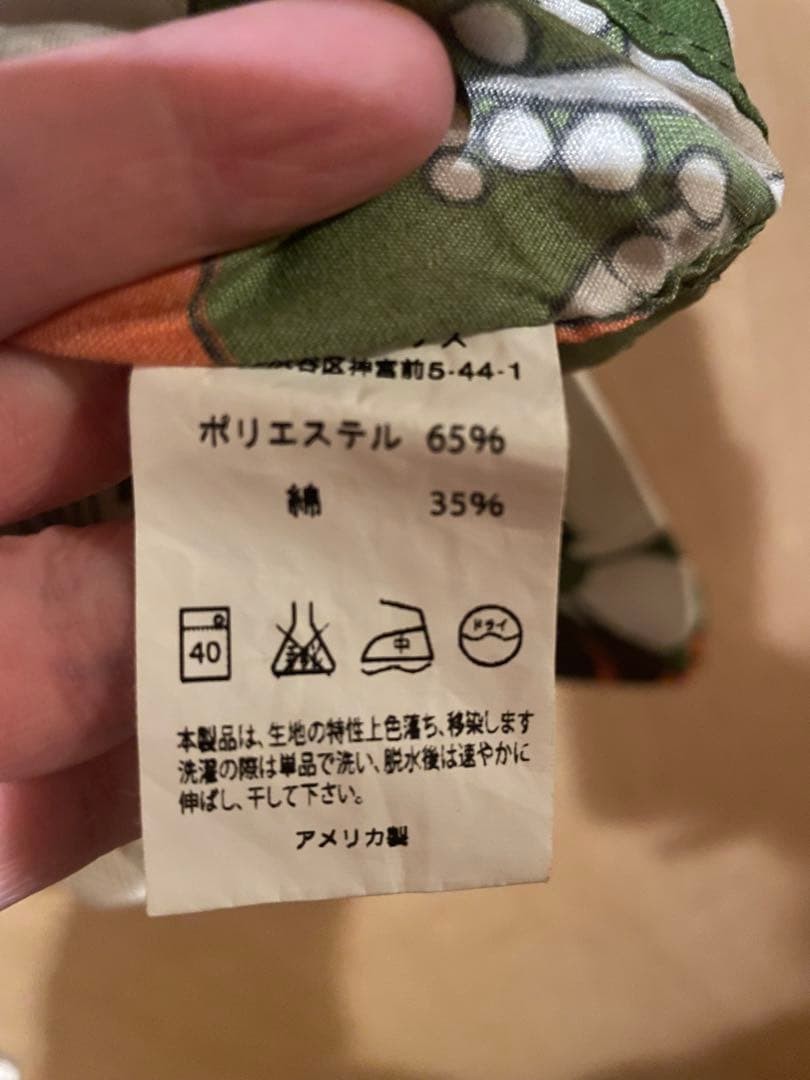 ス
谷区神宮前5-44-1
ポリエステル 65%
綿 35%
40 中 ドライ
本製品は、生地の特性上色落ち、移染します
洗濯の際は単品で洗い、脱水後は速やかに
伸ばし、干して下さい。
アメリカ製